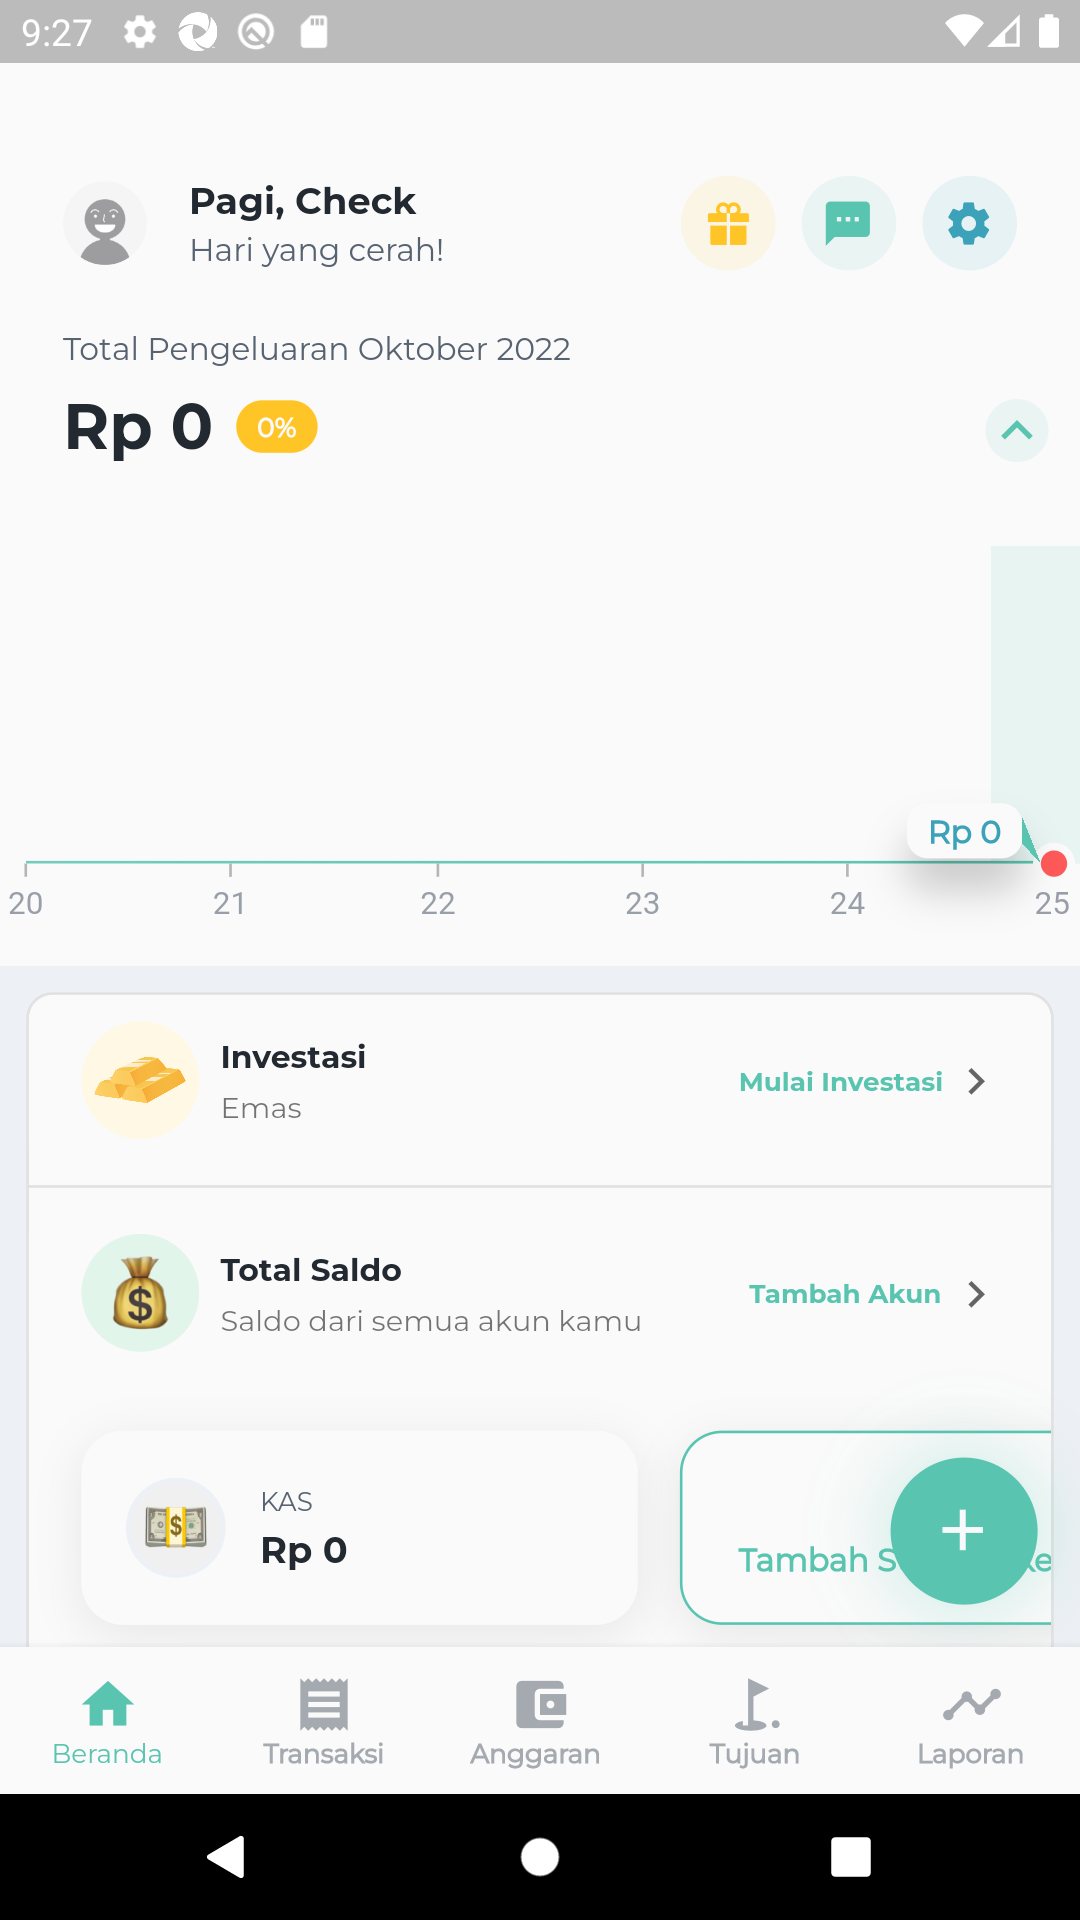 9:27
Pagi, Check
Hari yang cerah!
Total Pengeluaran Oktober 2022
Rp 0
0%
Rp 0
20 21 22 23 24 25
Investasi
Emas
Mulai Investasi
Total Saldo
Saldo dari semua akun kamu
Tambah Akun
KAS
Rp 0
Tambah
Beranda Transaksi Anggaran Tujuan Laporan